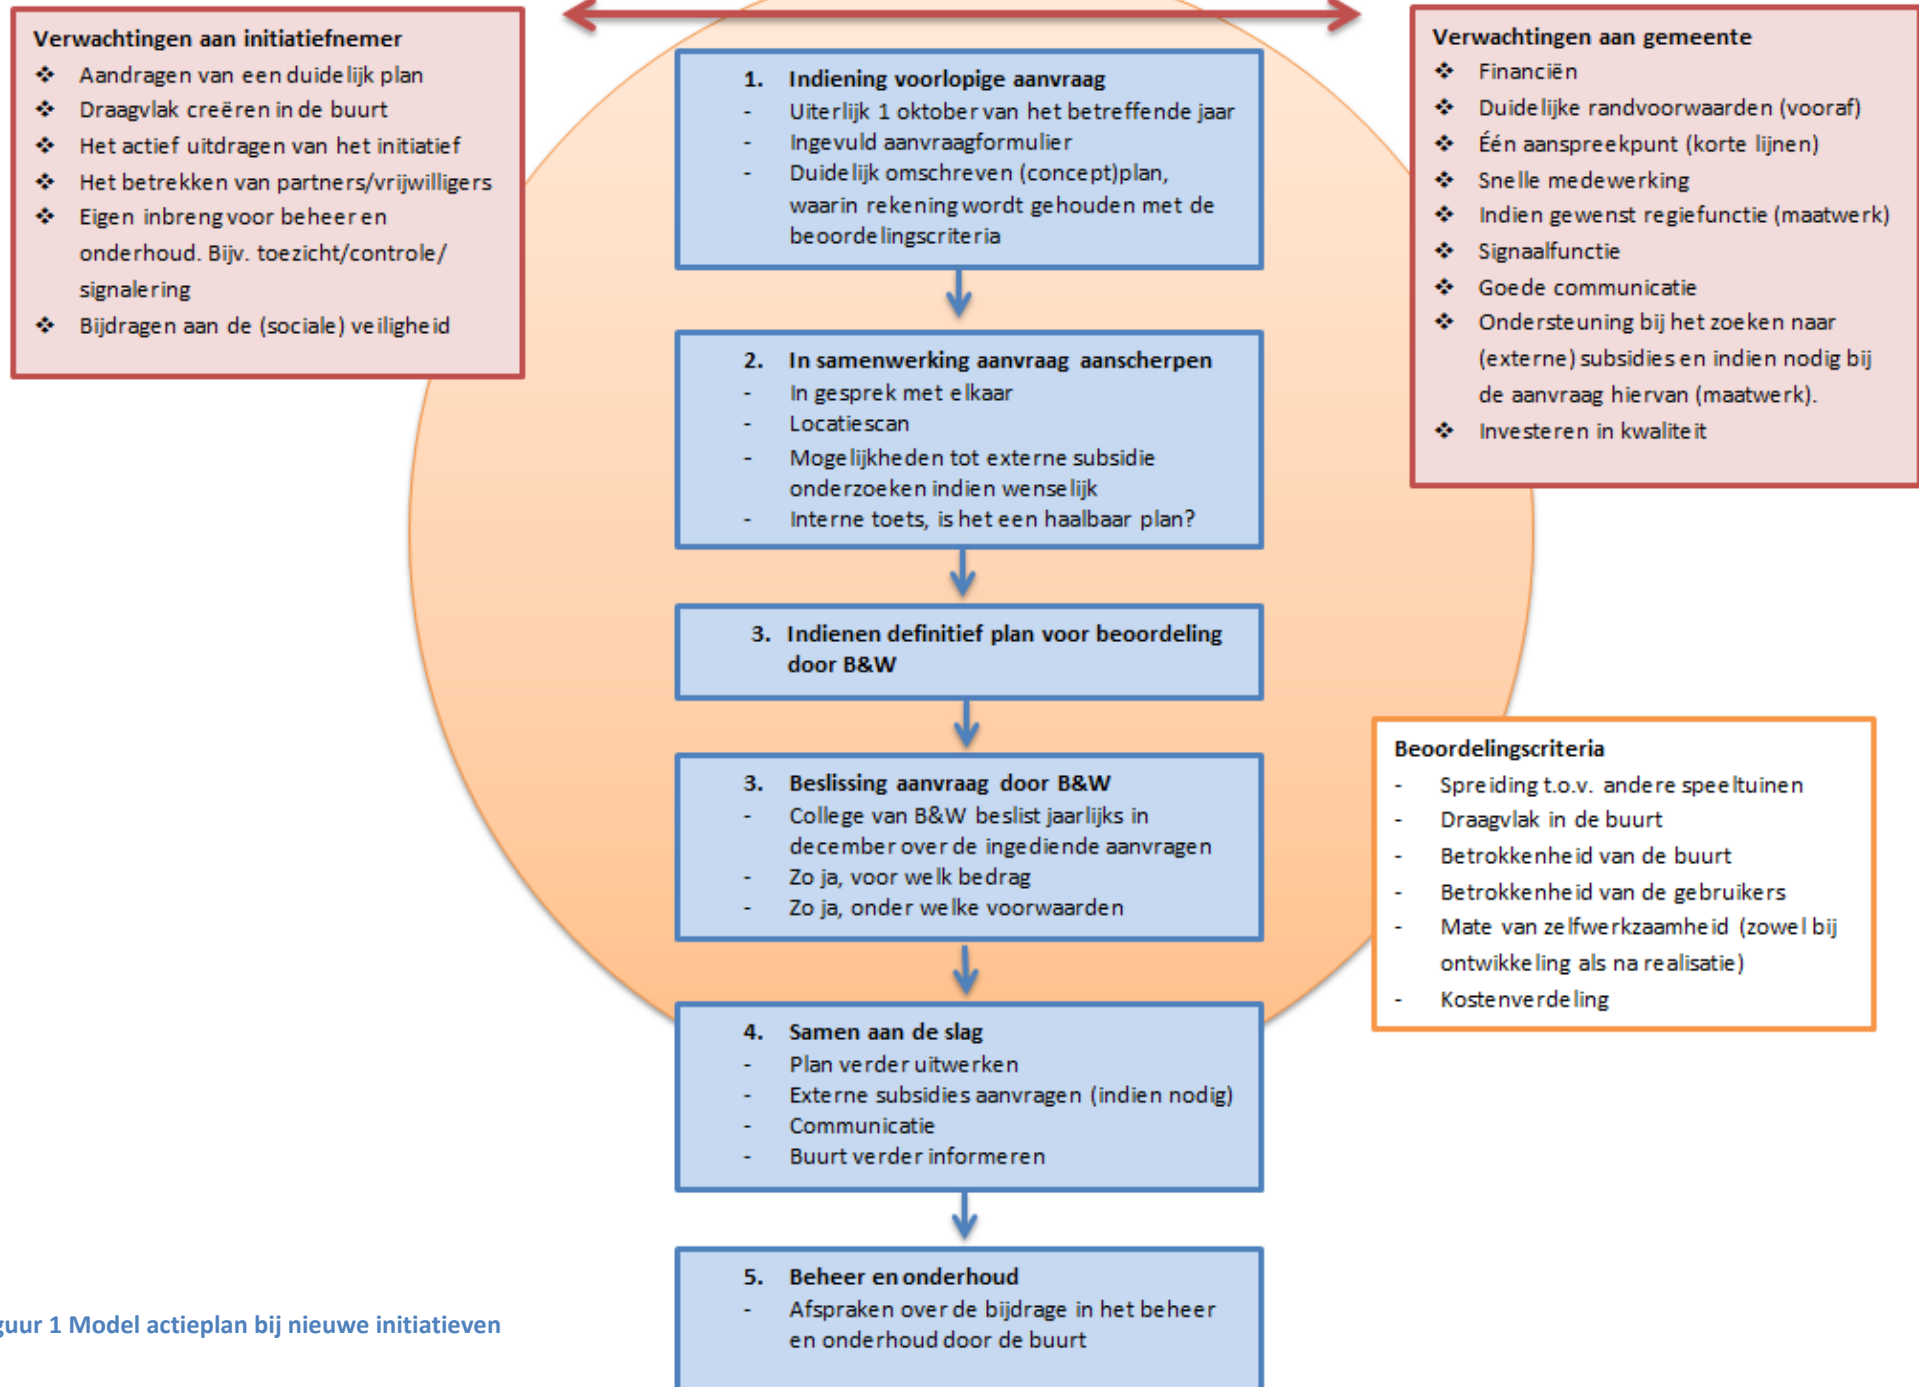 Verwachtingen aan initiatiefnemer
❖ Aandragen van een duidelijk plan
❖ Draagvlak creëren in de buurt
❖ Het actief uitdragen van het initiatief
❖ Het betrekken van partners/vrijwilligers
❖ Eigen inbreng voor beheer en
onderhoud. Bijv. toezicht/controle/
signalering
❖ Bijdragen aan de (sociale) veiligheid
1. Indiening voorlopige aanvraag
- Uiterlijk 1 oktober van het betreffende jaar
- Ingevuld aanvraagformulier
- Duidelijk omschreven (concept)plan,
waarin rekening wordt gehouden met de
beoordelingscriteria
2. In samenwerking aanvraag aanscherpen
- In gesprek met elkaar
- Locatiescan
- Mogelijkheden tot externe subsidie
onderzoeken indien wenselijk
- Interne toets, is het een haalbaar plan?
3. Indienen definitief plan voor beoordeling
door B&W
3. Beslissing aanvraag door B&W
- College van B&W beslist jaarlijks in
december over de ingediende aanvragen
- Zo ja, voor welk bedrag
- Zo ja, onder welke voorwaarden
4. Samen aan de slag
- Plan verder uitwerken
- Externe subsidies aanvragen (indien nodig)
- Communicatie
- Buurt verder informeren
5. Beheer en onderhoud
- Afspraken over de bijdrage in het beheer
en onderhoud door de buurt
Verwachtingen aan gemeente
❖ Financiën
❖ Duidelijke randvoorwaarden (vooraf)
❖ Één aanspreekpunt (korte lijnen)
❖ Snelle medewerking
❖ Indien gewenst regiefunctie (maatwerk)
❖ Signaalfunctie
❖ Goede communicatie
❖ Ondersteuning bij het zoeken naar
(externe) subsidies en indien nodig bij
de aanvraag hiervan (maatwerk).
❖ Investeren in kwaliteit
Beoordelingscriteria
- Spreiding t.o.v. andere speeltuinen
- Draagvlak in de buurt
- Betrokkenheid van de buurt
- Betrokkenheid van de gebruikers
- Mate van zelfwerkzaamheid (zowel bij
ontwikkeling als na realisatie)
- Kostenverdeling
guur 1 Model actieplan bij nieuwe initiatieven